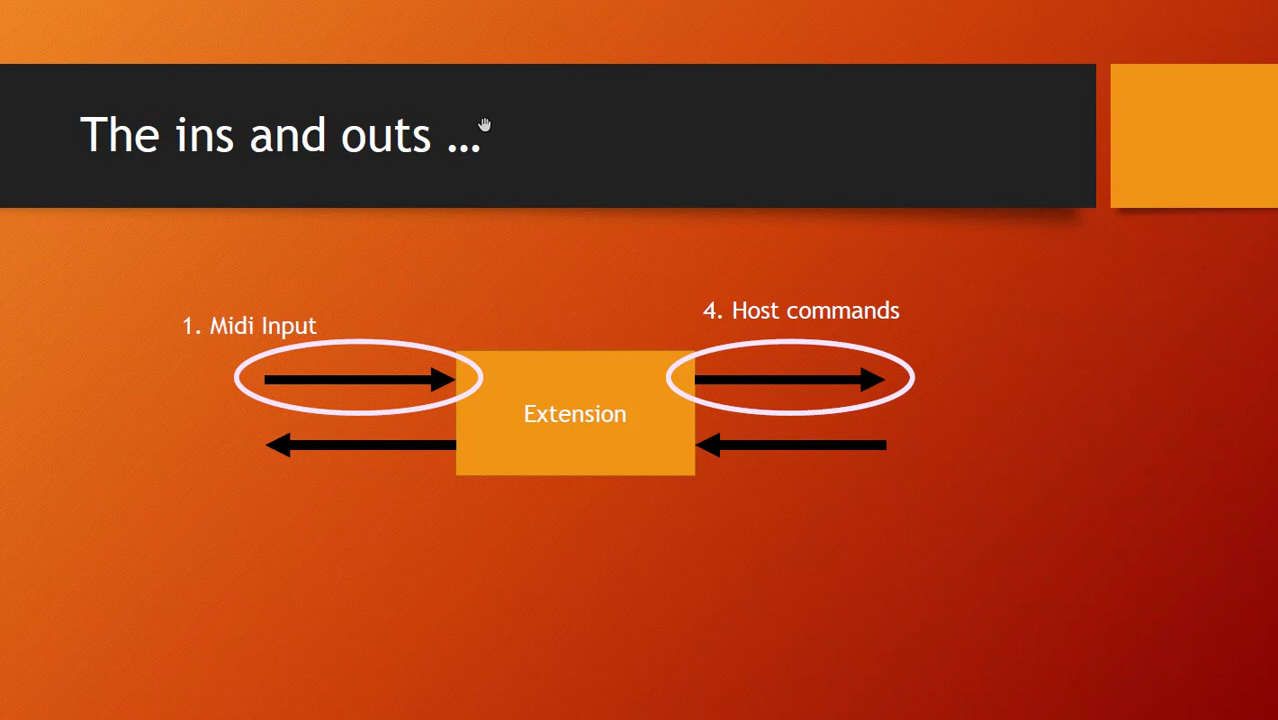 The ins and outs ...
1. Midi Input
4. Host commands
Extension